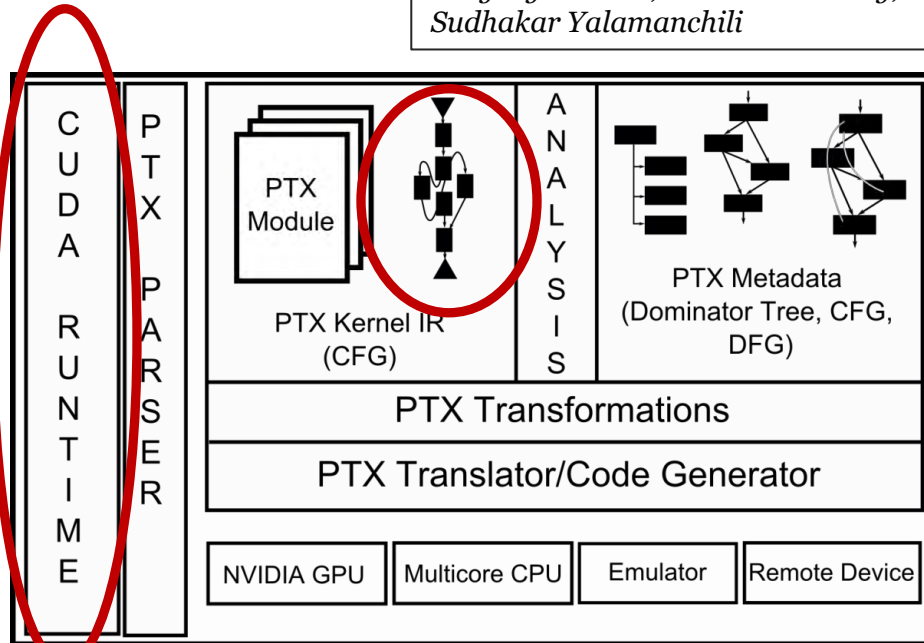 Sudhakar Yalamanchili
CUDA RUNTIME
PTX PARSER
PTX
Module
PTX Kernel IR
(CFG)
ANALYSIS
PTX Metadata
(Dominator Tree, CFG,
DFG)
PTX Transformations
PTX Translator/Code Generator
NVIDIA GPU
Multicore CPU
Emulator
Remote Device